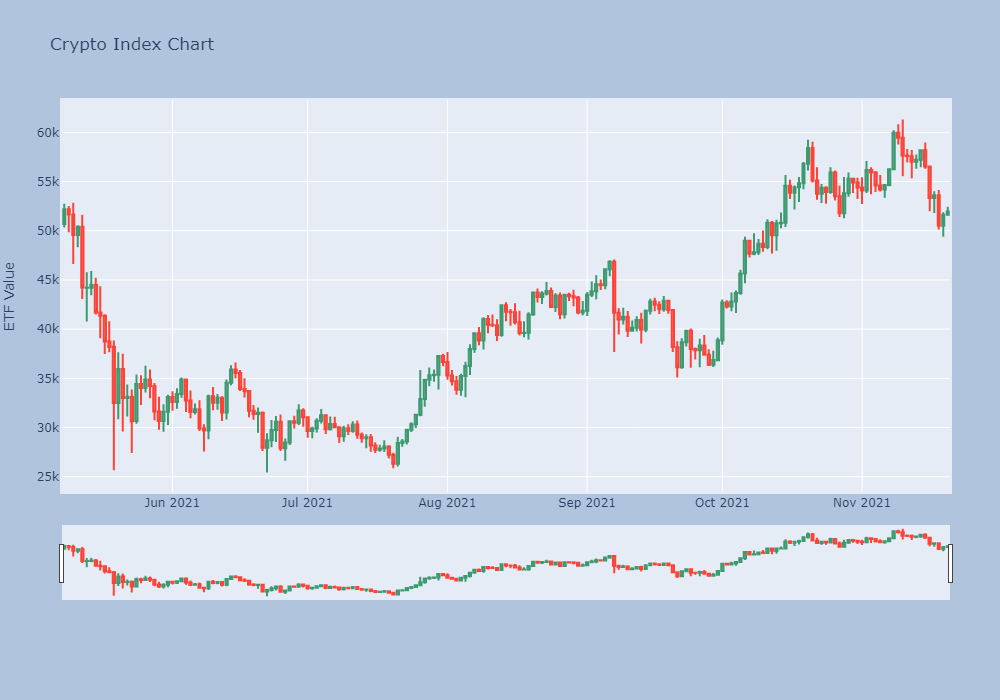 Crypto Index Chart
ETF Value
60k
55k
50k
45k
40k
35k
30k
25k
Jun 2021
Jul 2021
Aug 2021
Sep 2021
Oct 2021
Nov 2021